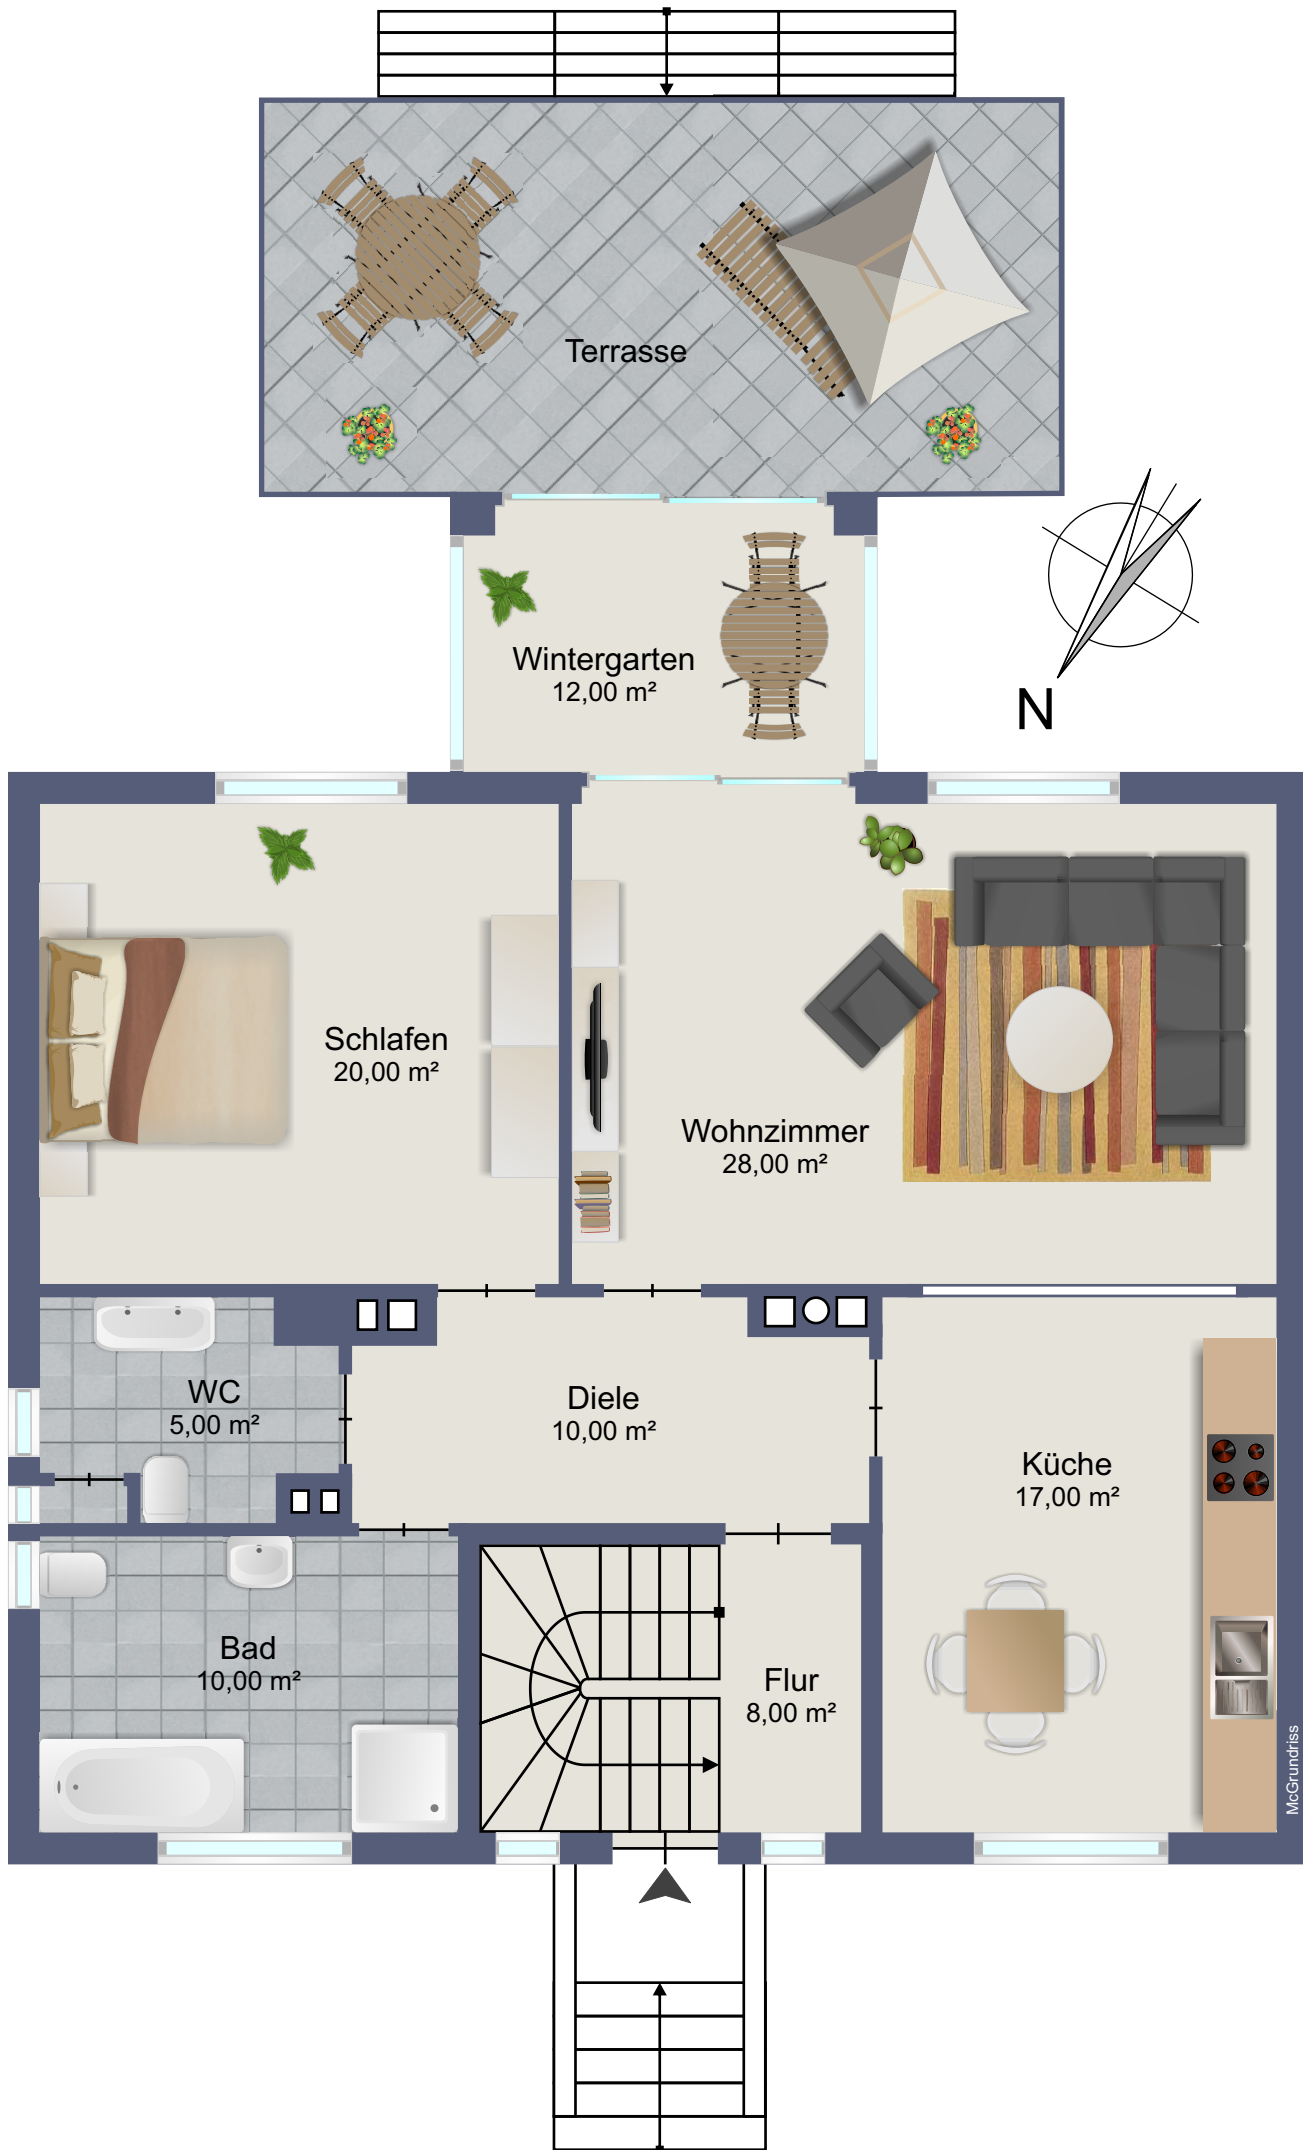 Terrasse
Wintergarten
12,00 m²
N
Schlafen
20,00 m²
Wohnzimmer
28,00 m²
WC
5,00 m²
Diele
10,00 m²
Küche
17,00 m²
Bad
10,00 m²
Flur
8,00 m²
McGrundriss